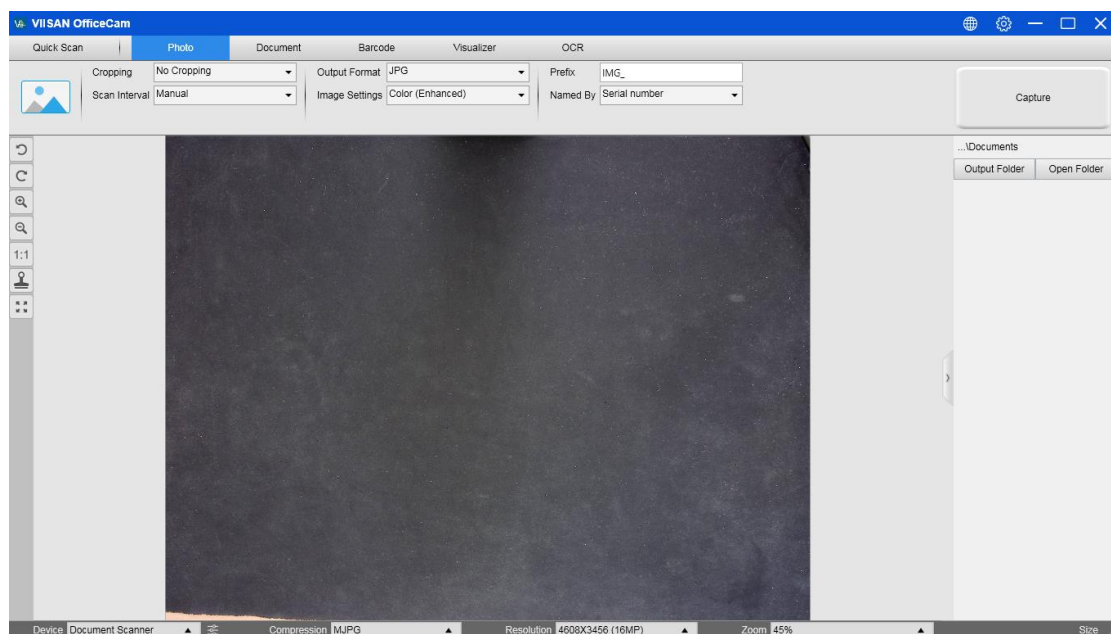 VIISAN OfficeCam
Quick Scan Photo Document Barcode Visualizer OCR
Cropping No Cropping Output Format JPG Prefix IMG_
Scan Interval Manual Image Settings Color (Enhanced) Named By Serial number
Capture
...\Documents
Output Folder Open Folder
1:1
Device Document Scanner Compression MJPG Resolution 4608X3456 (16MP) Zoom 45% Size